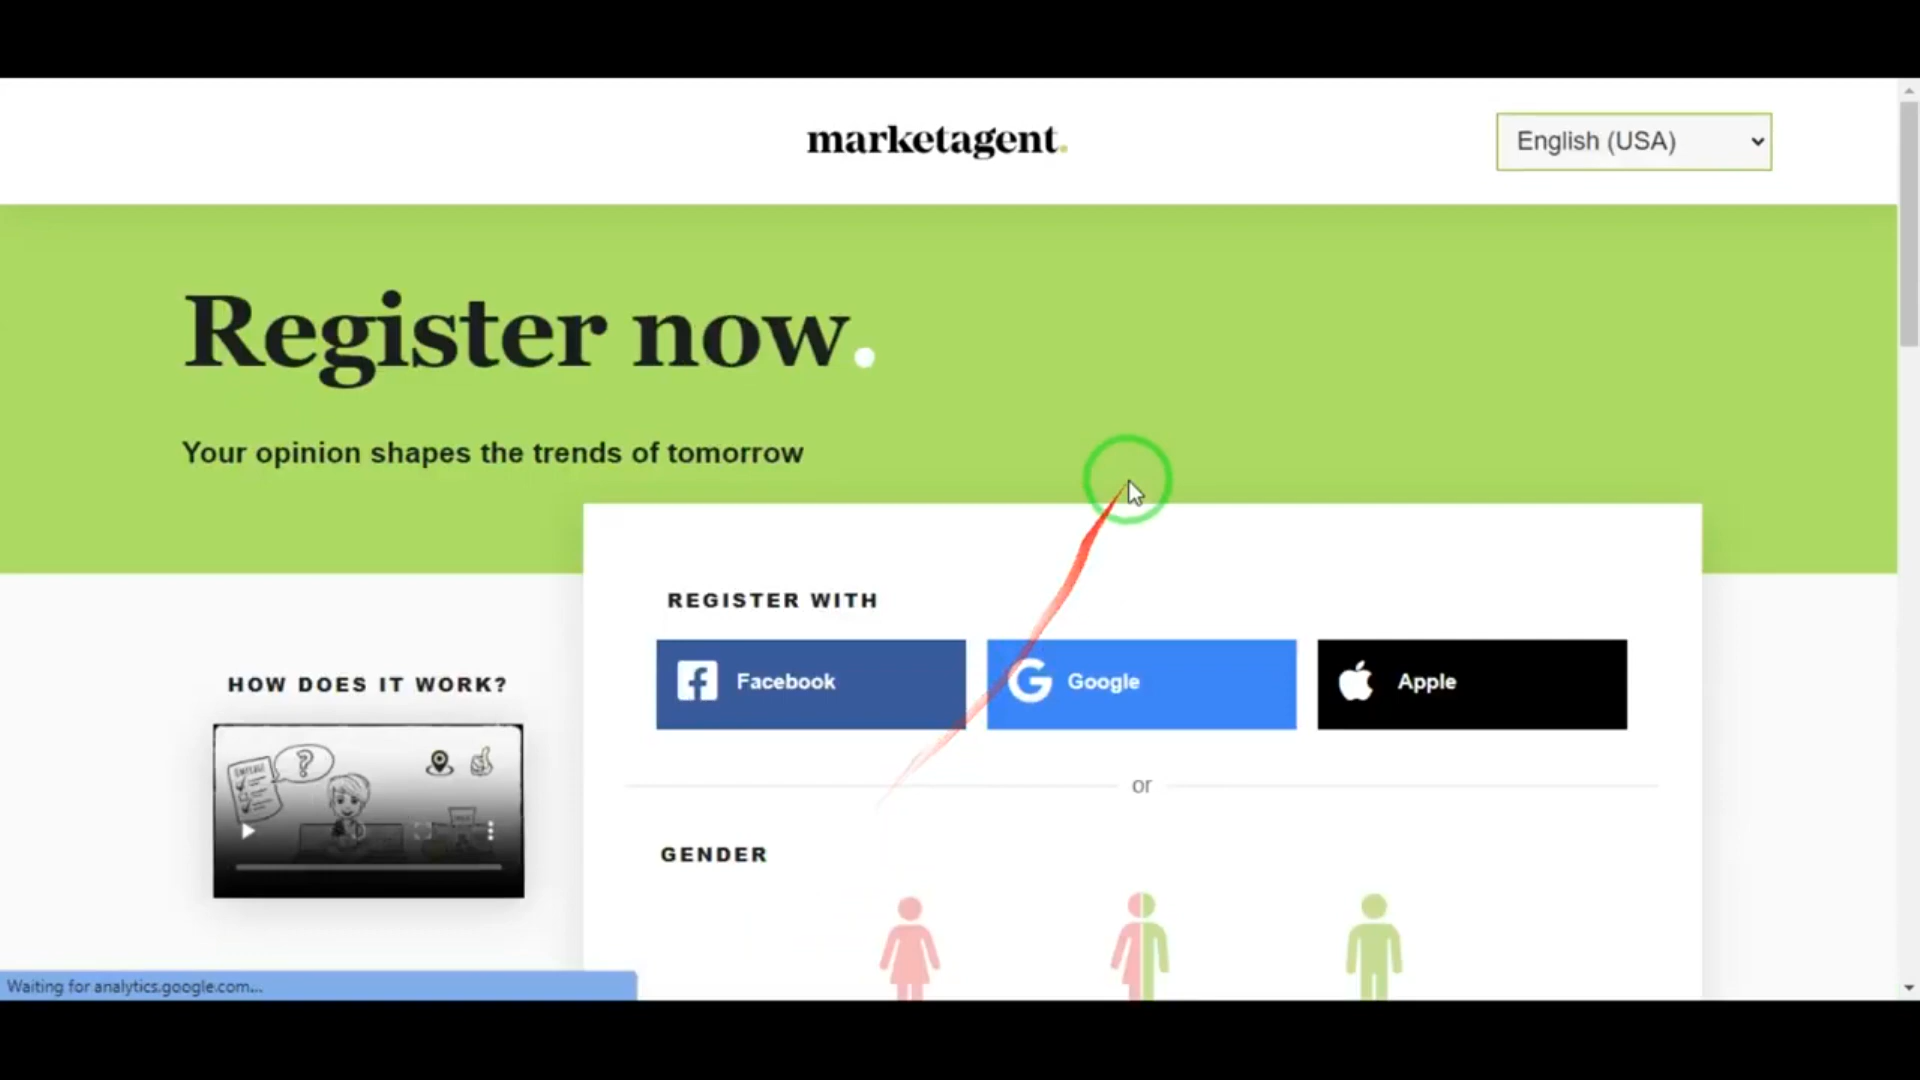 marketagent.
English (USA)
Register now.
Your opinion shapes the trends of tomorrow
REGISTER WITH
Facebook
Google
Apple
HOW DOES IT WORK?
?
or
GENDER
Waiting for analytics.google.com...